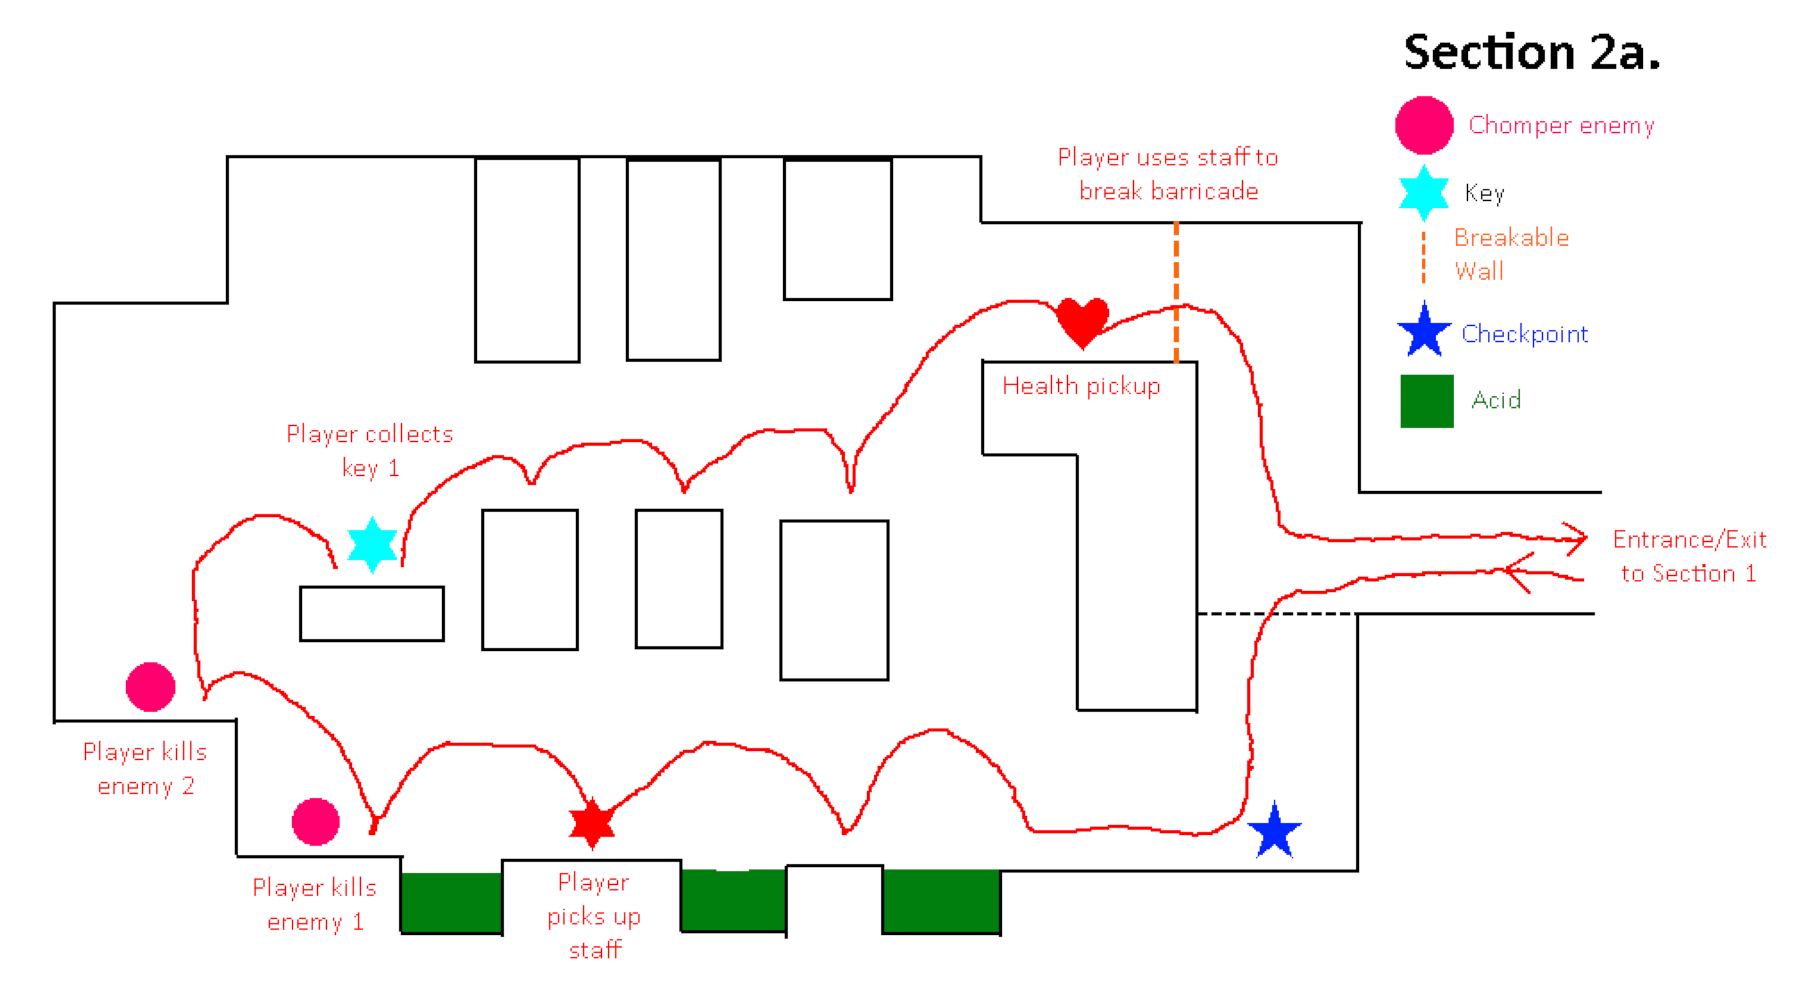 Section 2a.
Chomper enemy
Key
Breakable
Wall
Checkpoint
Acid
Player uses staff to
break barricade
Health pickup
Player collects
key 1
Entrance/Exit
to Section 1
Player kills
enemy 2
Player kills
enemy 1
Player
picks up
staff